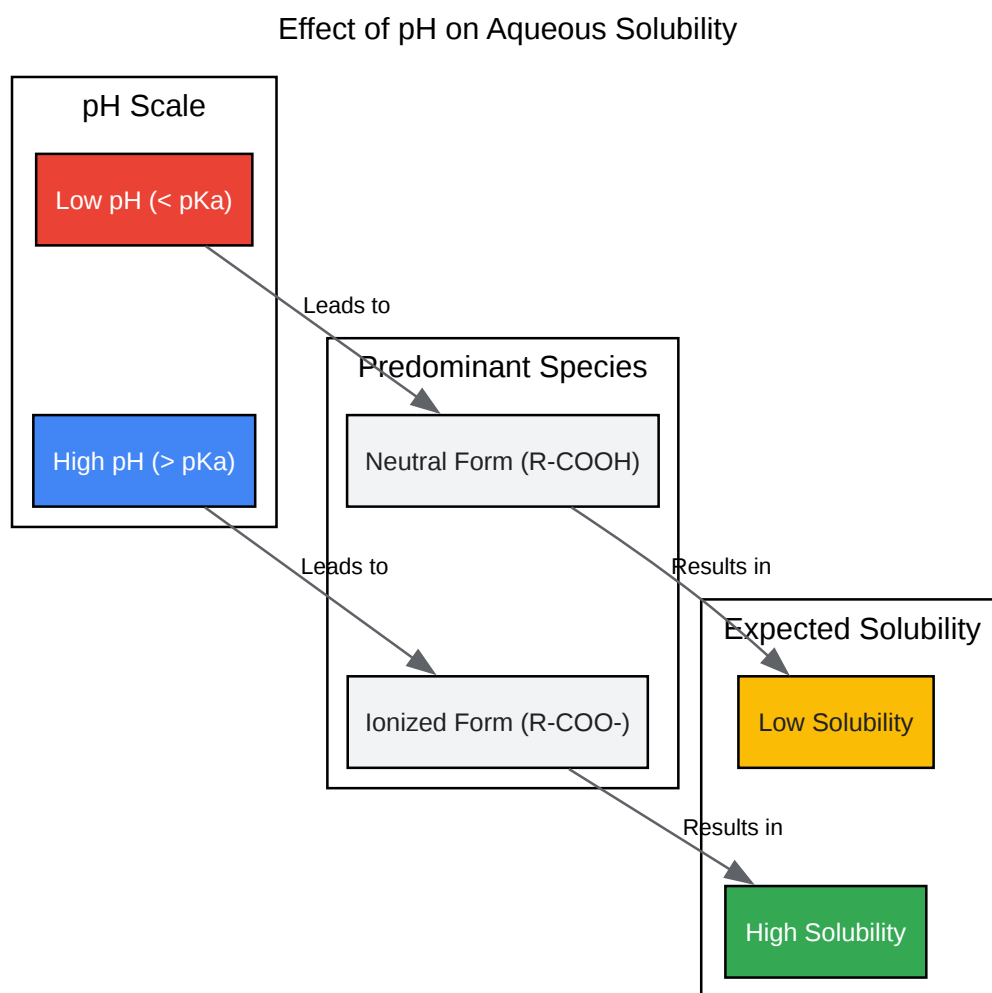 Effect of pH on Aqueous Solubility
pH Scale
Low pH (< pKa)
Leads to
Predominant Species
High pH (> pKa)
Neutral Form (R-COOH)
Leads to
Results in
Expected Solubility
Ionized Form (R-COO-)
Low Solubility
Results in
High Solubility